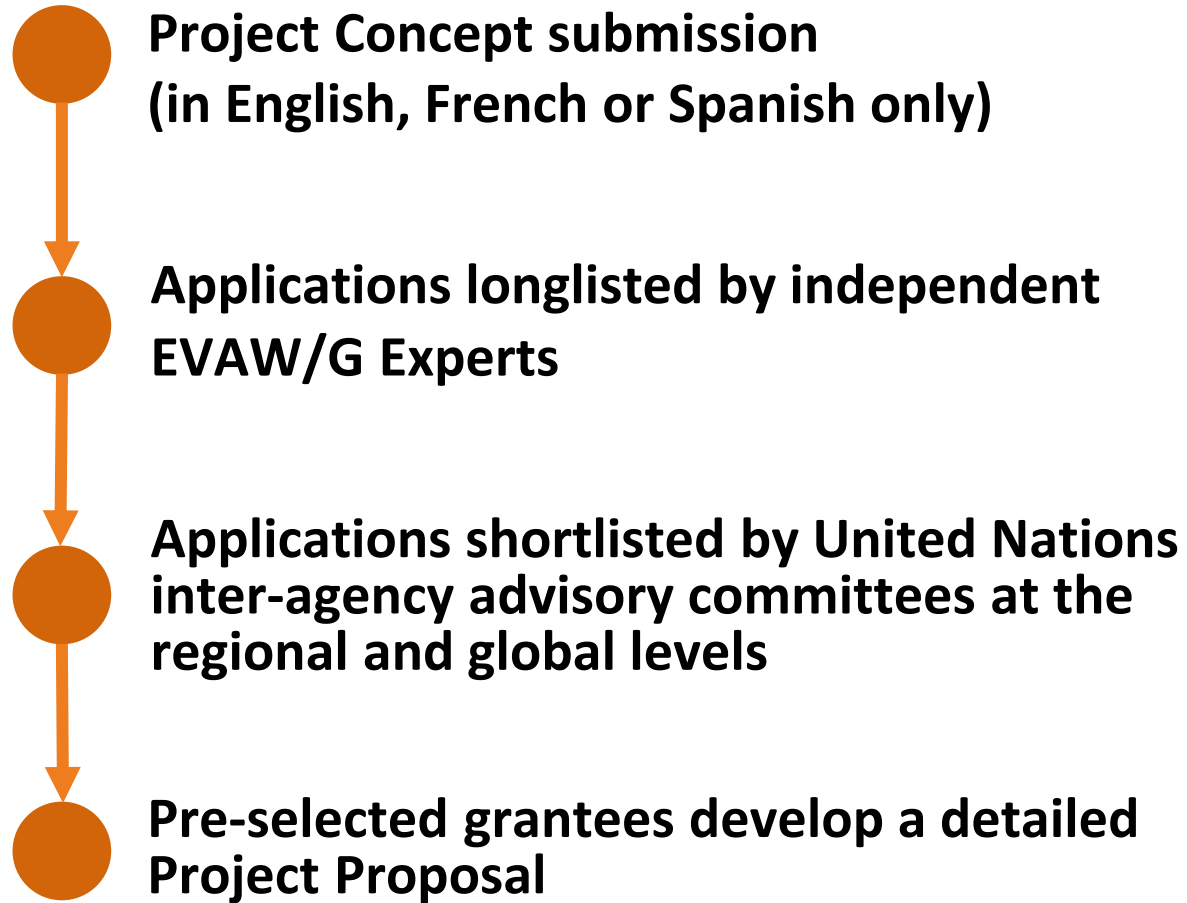 Project Concept submission
(in English, French or Spanish only)
Applications longlisted by independent
EVAW/G Experts
Applications shortlisted by United Nations
inter-agency advisory committees at the
regional and global levels
Pre-selected grantees develop a detailed
Project Proposal